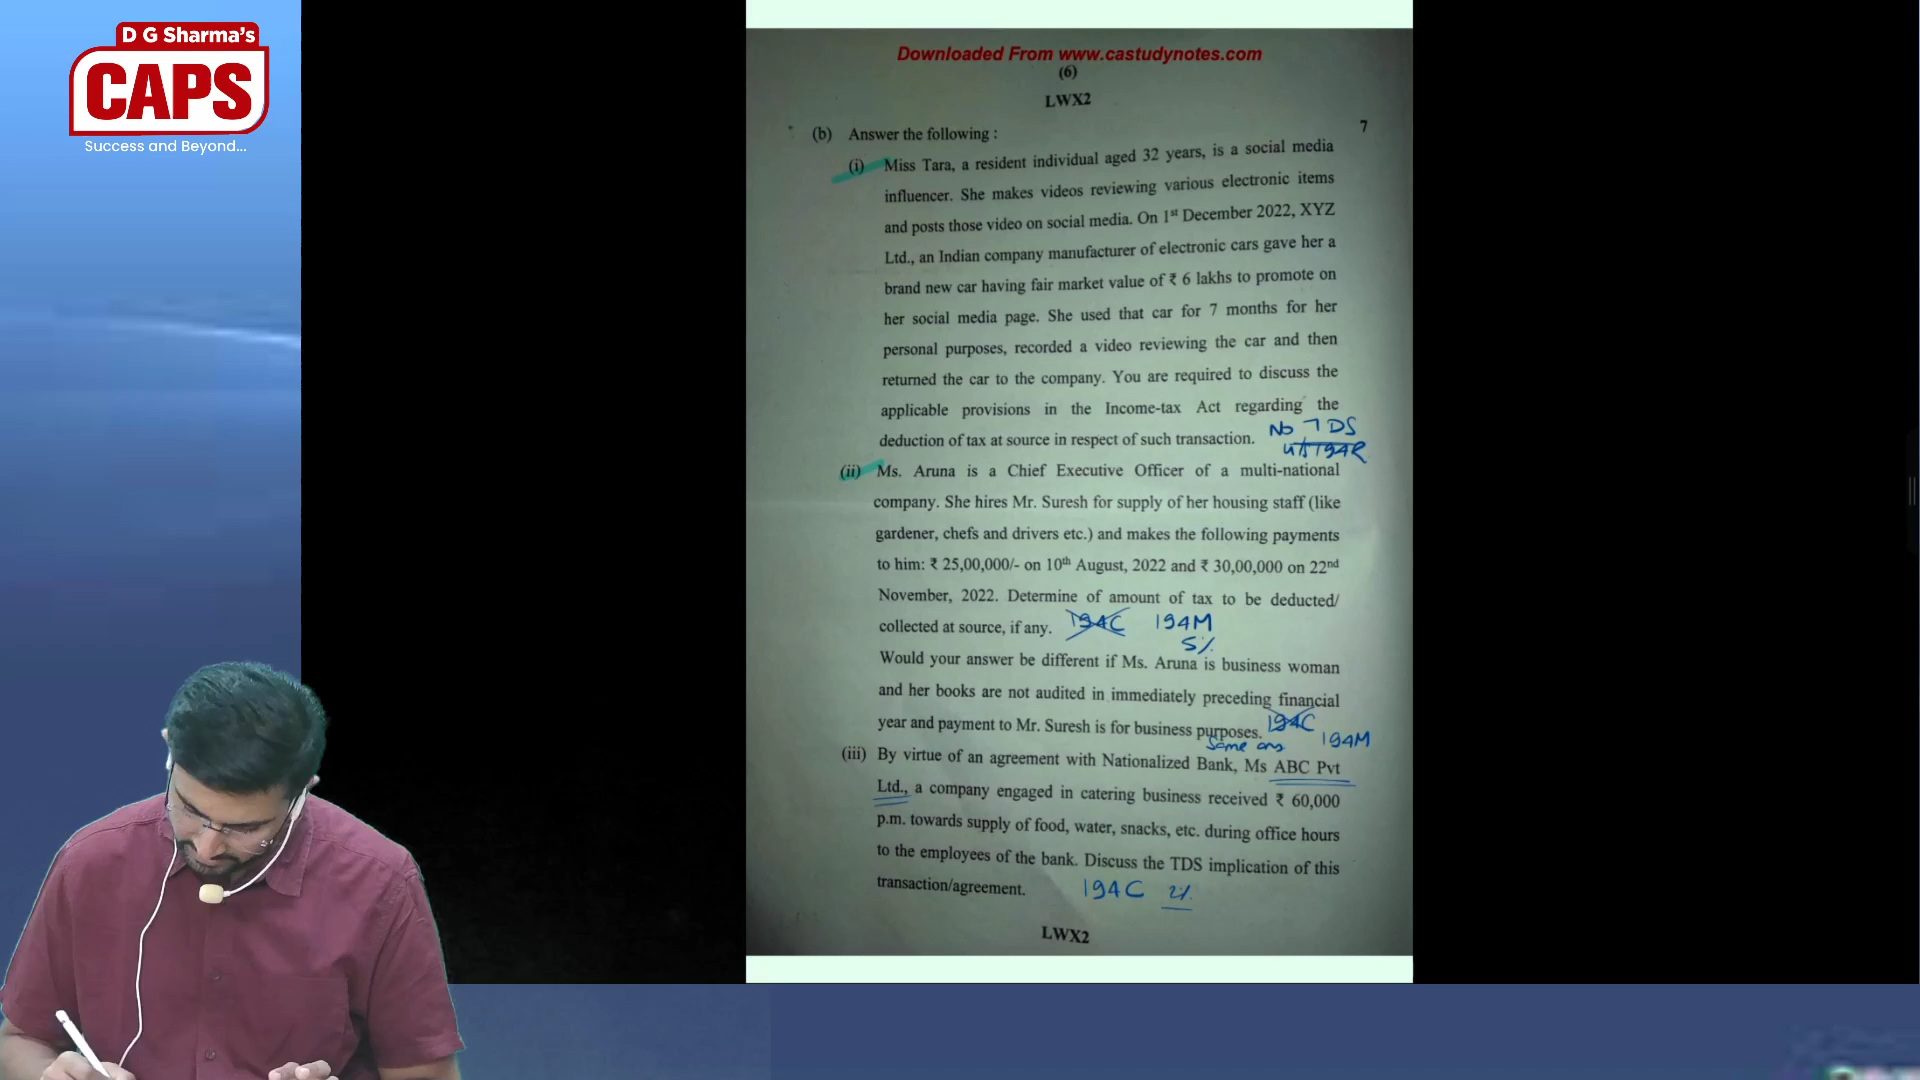 D G Sharma's
CAPS
Success and Beyond...
Downloaded From www.castudynotes.com
(6)
LWX2
7
(b) Answer the following :
(i) Miss Tara, a resident individual aged 32 years, is a social media
influencer. She makes videos reviewing various electronic items
and posts those video on social media. On 1st December 2022, XYZ
Ltd., an Indian company manufacturer of electronic cars gave her a
brand new car having fair market value of ₹ 6 lakhs to promote on
her social media page. She used that car for 7 months for her
personal purposes, recorded a video reviewing the car and then
returned the car to the company. You are required to discuss the
applicable provisions in the Income-tax Act regarding the
deduction of tax at source in respect of such transaction. No TDS
u/s 194R
(ii) Ms. Aruna is a Chief Executive Officer of a multi-national
company. She hires Mr. Suresh for supply of her housing staff (like
gardener, chefs and drivers etc.) and makes the following payments
to him: ₹ 25,00,000/- on 10th August, 2022 and ₹ 30,00,000 on 22nd
November, 2022. Determine of amount of tax to be deducted/
collected at source, if any. 194C 194M
5%
Would your answer be different if Ms. Aruna is business woman
and her books are not audited in immediately preceding financial
year and payment to Mr. Suresh is for business purposes. 194C
Same ans 194M
(iii) By virtue of an agreement with Nationalized Bank, Ms ABC Pvt
Ltd., a company engaged in catering business received ₹ 60,000
p.m. towards supply of food, water, snacks, etc. during office hours
to the employees of the bank. Discuss the TDS implication of this
transaction/agreement. 194C 2%
LWX2